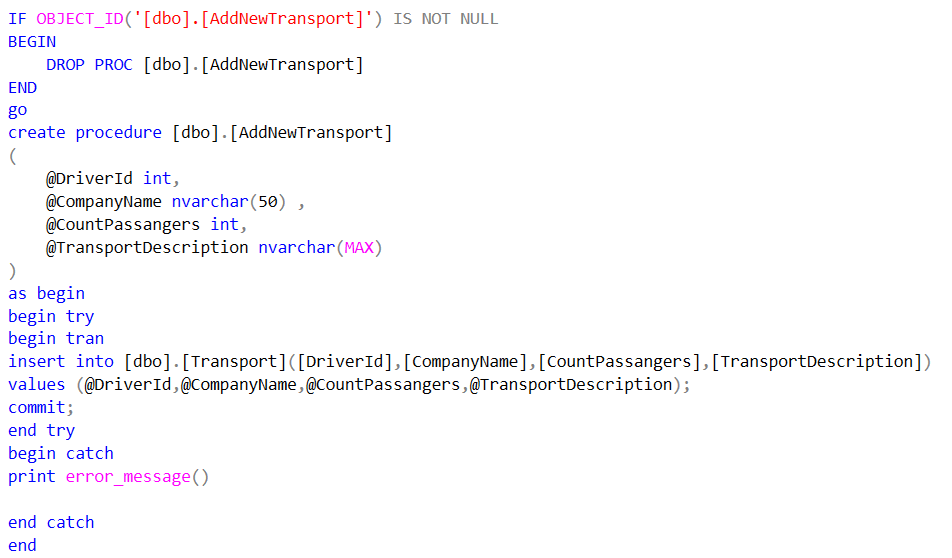 IF OBJECT_ID('[dbo].[AddNewTransport]') IS NOT NULL
BEGIN
    DROP PROC [dbo].[AddNewTransport]
END
go
create procedure [dbo].[AddNewTransport]
(
    @DriverId int,
    @CompanyName nvarchar(50) ,
    @CountPassangers int,
    @TransportDescription nvarchar(MAX)
)
as begin
begin try
begin tran
insert into [dbo].[Transport]([DriverId],[CompanyName],[CountPassangers],[TransportDescription])
values (@DriverId,@CompanyName,@CountPassangers,@TransportDescription);
commit;
end try
begin catch
print error_message()

end catch
end